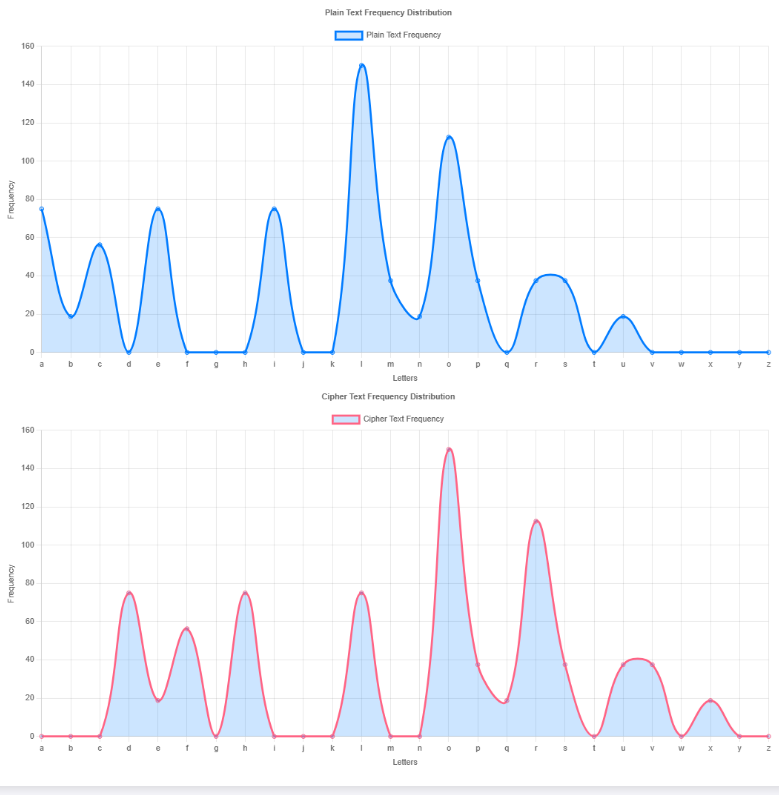 Plain Text Frequency Distribution
Plain Text Frequency
160
140
120
100
80
60
40
20
0
Frequency
a b c d e f g h i j k l m n o p q r s t u v w x y z
Letters
Cipher Text Frequency Distribution
Cipher Text Frequency
160
140
120
100
80
60
40
20
0
Frequency
a b c d e f g h i j k l m n o p q r s t u v w x y z
Letters